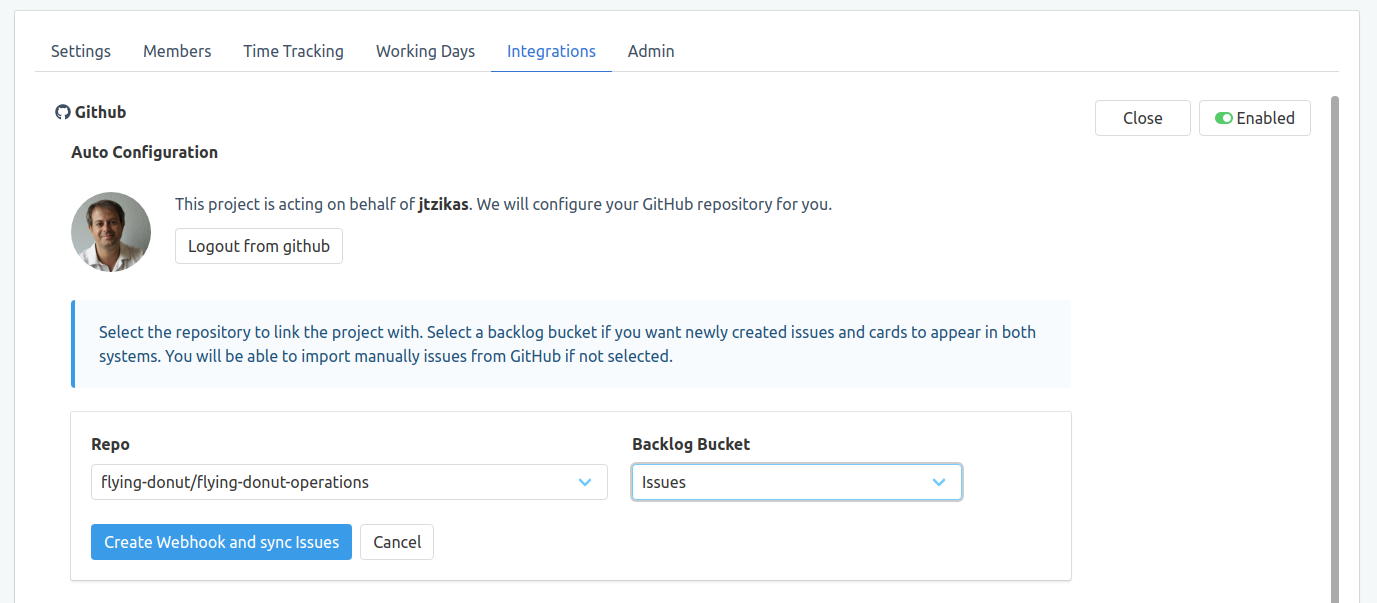 Settings Members Time Tracking Working Days Integrations Admin
Github
Close Enabled
Auto Configuration
This project is acting on behalf of jtzikas. We will configure your GitHub repository for you.
Logout from github
Select the repository to link the project with. Select a backlog bucket if you want newly created issues and cards to appear in both
systems. You will be able to import manually issues from GitHub if not selected.
Repo Backlog Bucket
flying-donut/flying-donut-operations Issues
Create Webhook and sync Issues Cancel